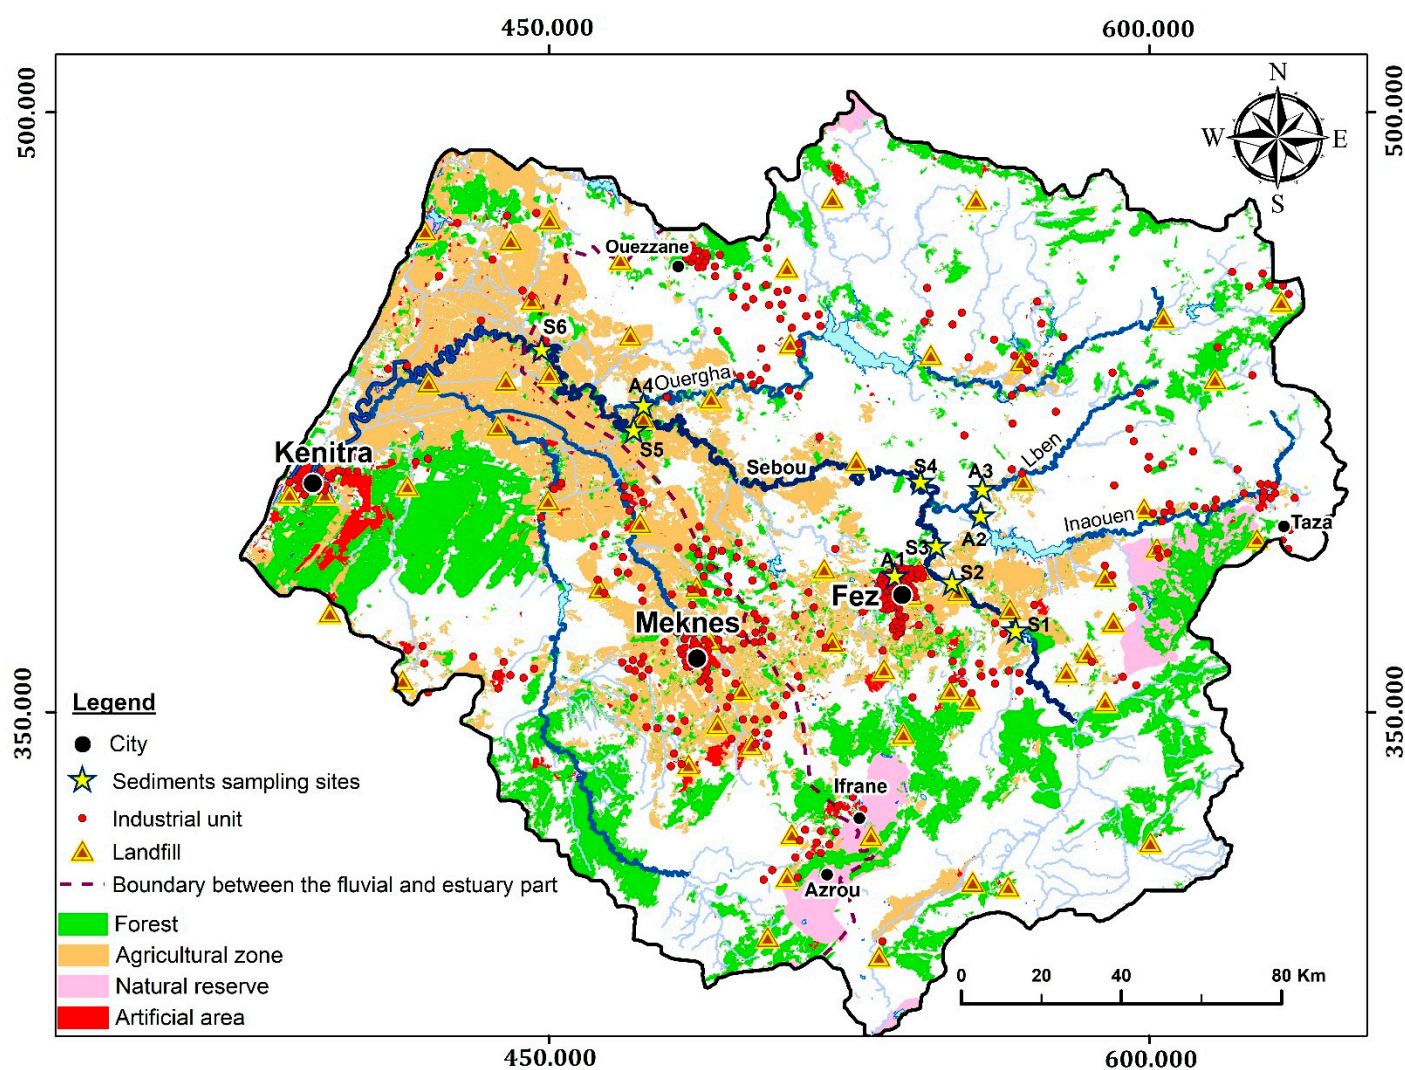 450.000
600.000
500.000
500.000
N
W
E
S
Ouezzane
S6
A4
Ouergha
S5
Kenitra
Sebou
S4
A3
Lben
Inaouen
Taza
A2
S3
A1
S2
Fez
S1
Meknes
350.000
350.000
Legend
City
Sediments sampling sites
Industrial unit
Landfill
Boundary between the fluvial and estuary part
Forest
Agricultural zone
Natural reserve
Artificial area
Ifrane
Azrou
0 20 40 80 Km
450.000
600.000